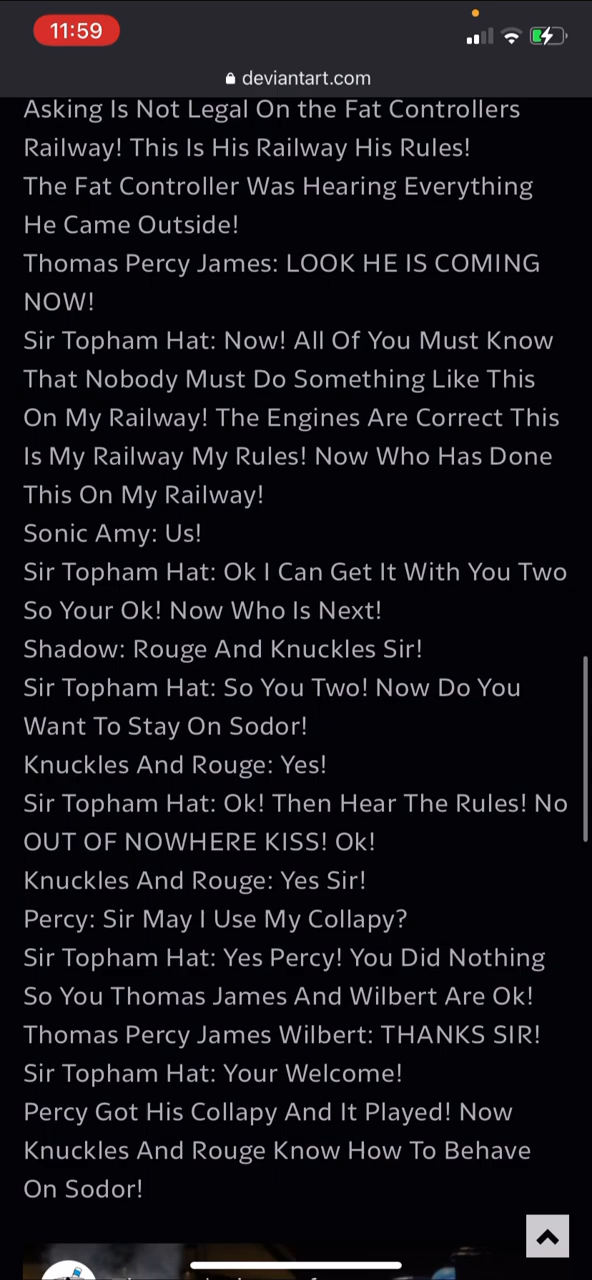 11:59
deviantart.com
Asking Is Not Legal On the Fat Controllers
Railway! This Is His Railway His Rules!
The Fat Controller Was Hearing Everything
He Came Outside!
Thomas Percy James: LOOK HE IS COMING
NOW!
Sir Topham Hat: Now! All Of You Must Know
That Nobody Must Do Something Like This
On My Railway! The Engines Are Correct This
Is My Railway My Rules! Now Who Has Done
This On My Railway!
Sonic Amy: Us!
Sir Topham Hat: Ok I Can Get It With You Two
So Your Ok! Now Who Is Next!
Shadow: Rouge And Knuckles Sir!
Sir Topham Hat: So You Two! Now Do You
Want To Stay On Sodor!
Knuckles And Rouge: Yes!
Sir Topham Hat: Ok! Then Hear The Rules! No
OUT OF NOWHERE KISS! Ok!
Knuckles And Rouge: Yes Sir!
Percy: Sir May I Use My Collapy?
Sir Topham Hat: Yes Percy! You Did Nothing
So You Thomas James And Wilbert Are Ok!
Thomas Percy James Wilbert: THANKS SIR!
Sir Topham Hat: Your Welcome!
Percy Got His Collapy And It Played! Now
Knuckles And Rouge Know How To Behave
On Sodor!